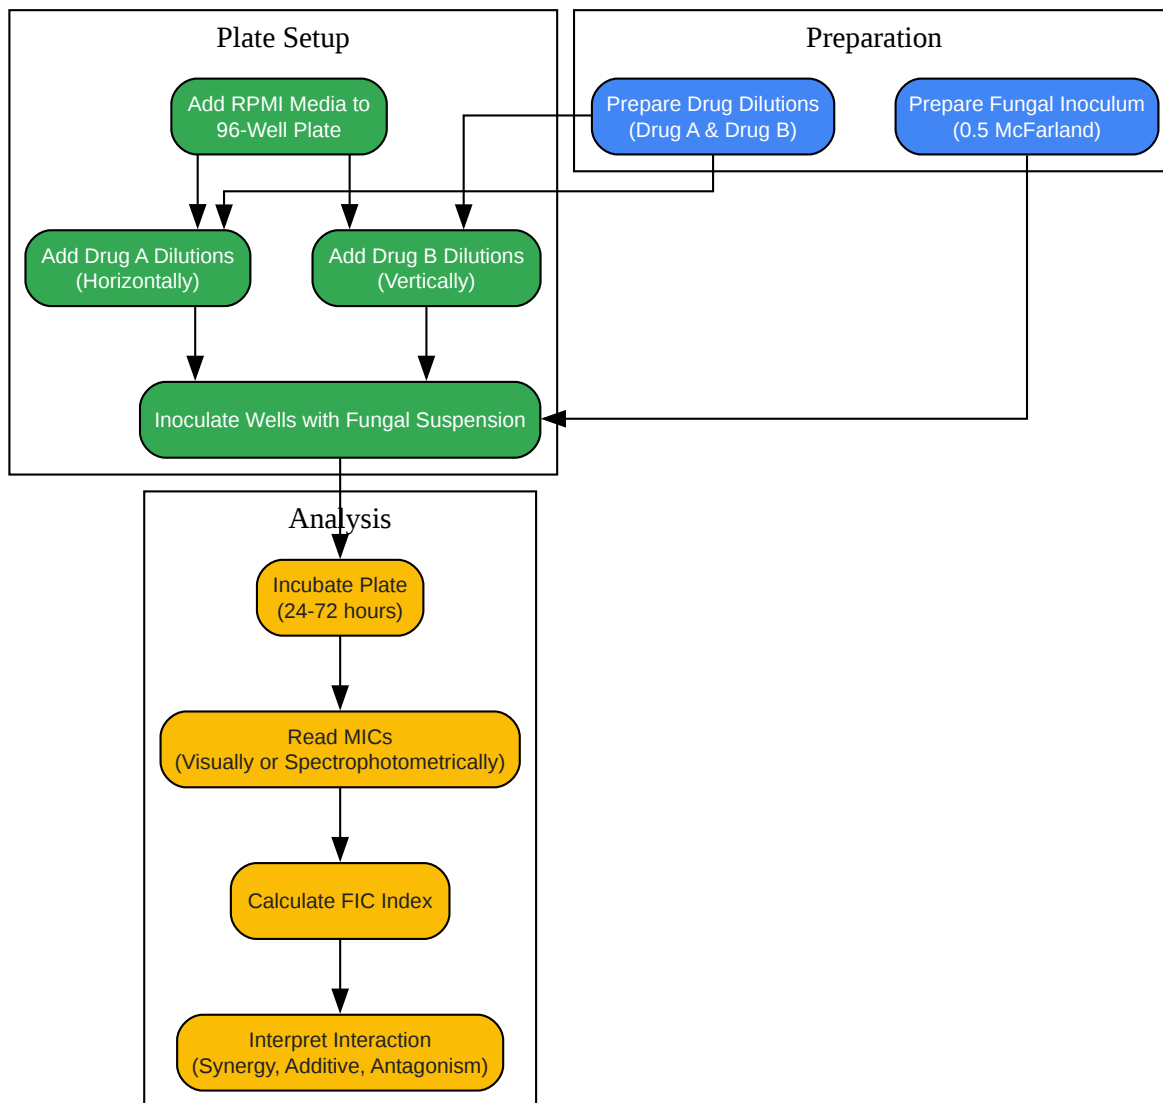 Plate Setup
Preparation
Add RPMI Media to
96-Well Plate
Prepare Drug Dilutions
(Drug A & Drug B)
Prepare Fungal Inoculum
(0.5 McFarland)
Add Drug A Dilutions
(Horizontally)
Add Drug B Dilutions
(Vertically)
Inoculate Wells with Fungal Suspension
Analysis
Incubate Plate
(24-72 hours)
Read MICs
(Visually or Spectrophotometrically)
Calculate FIC Index
Interpret Interaction
(Synergy, Additive, Antagonism)